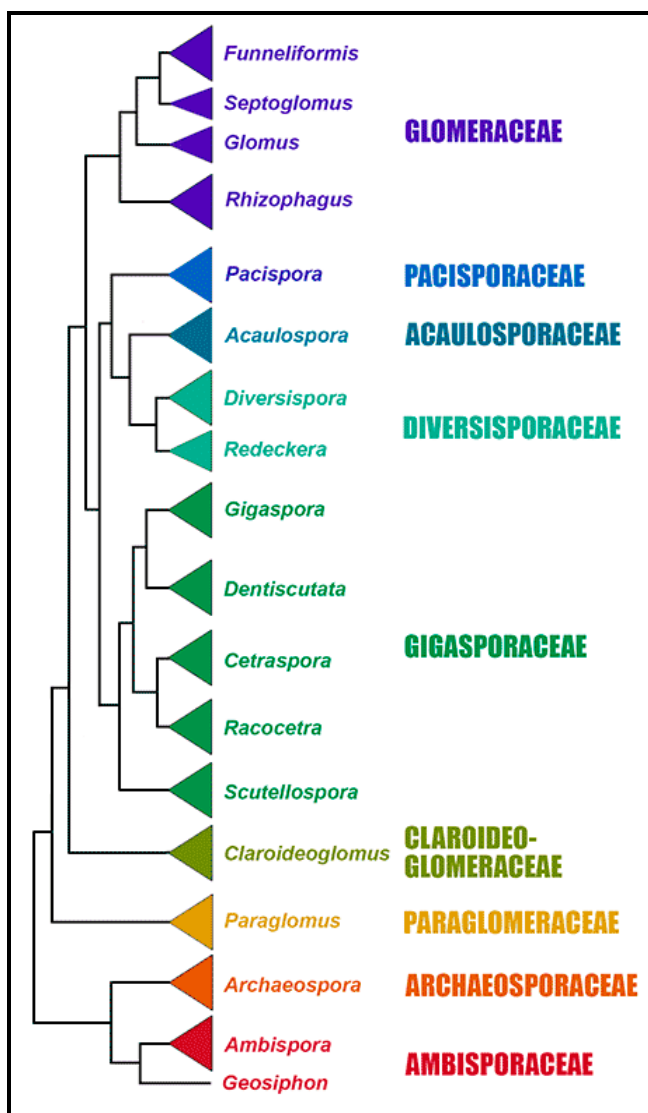 Funneliformis
Septoglomus
GLOMERACEAE
Glomus
Rhizophagus
Pacispora
PACISPORACEAE
Acaulospora
ACAULOSPORACEAE
Diversispora
DIVERSISPORACEAE
Redeckera
Gigaspora
Dentiscutata
GIGASPORACEAE
Cetraspora
Racocetra
Scutellospora
CLAROIDEO-
Claroideoglomus
GLOMERACEAE
Paraglomus
PARAGLOMERACEAE
Archaeospora
ARCHAEOSPORACEAE
Ambispora
AMBISPORACEAE
Geosiphon